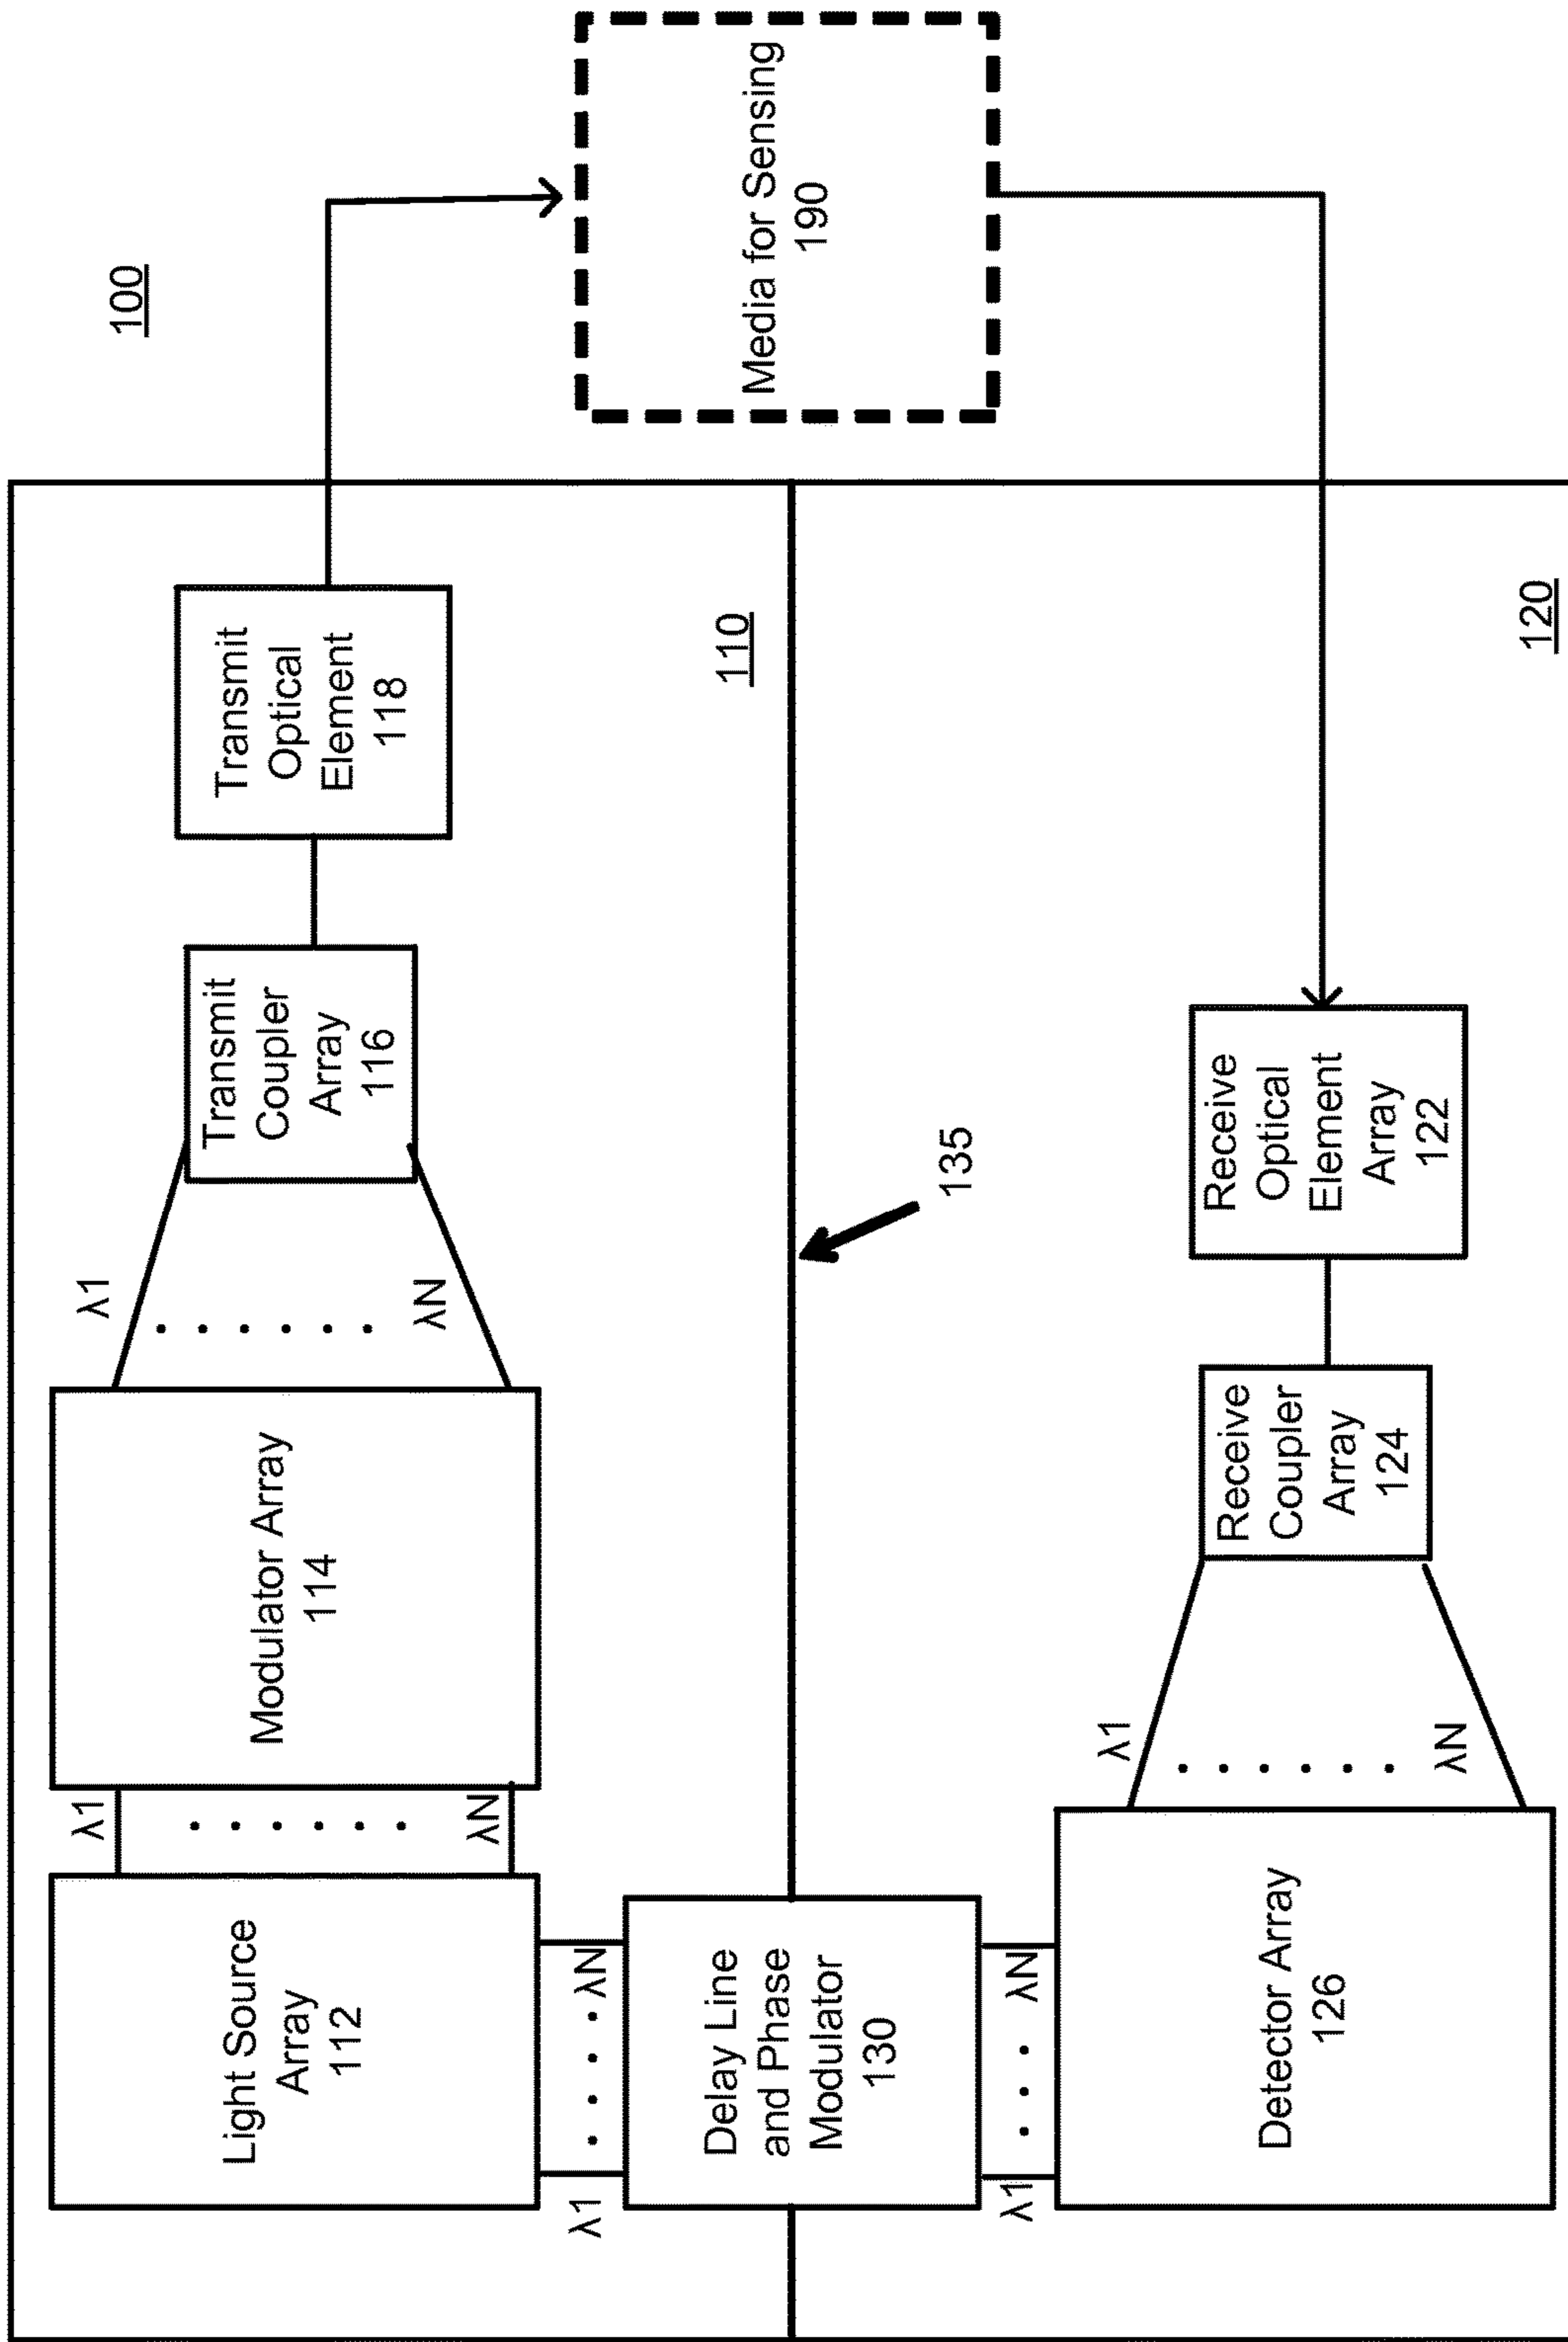 100
Light Source
Array
112
λ1
λN
Modulator Array
114
λ1
λN
Transmit
Coupler
Array
116
Transmit
Optical
Element
118
Media for Sensing
190
λ1
λN
110
Delay Line
and Phase
Modulator
130
135
λ1
λN
Detector Array
126
λ1
λN
Receive
Coupler
Array
124
Receive
Optical
Element
Array
122
120